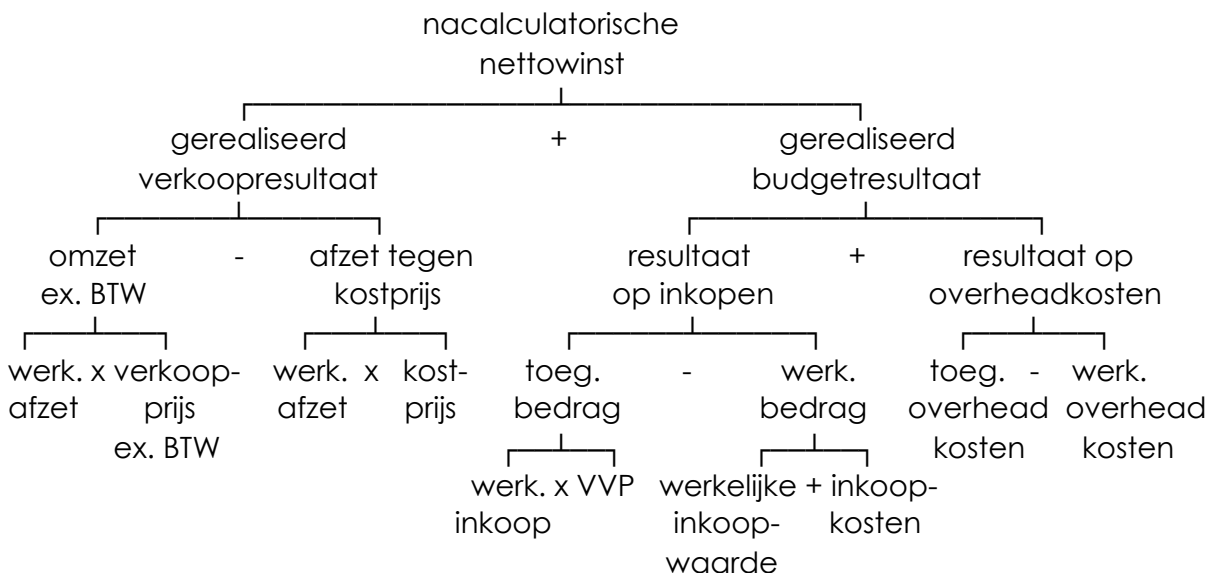 nacalculatorische
nettowinst
gerealiseerd + gerealiseerd
verkoopresultaat budgetresultaat
omzet - afzet tegen resultaat + resultaat op
ex. BTW kostprijs op inkopen overheadkosten
werk. x verkoop- werk. x kost- toeg. - werk. toeg. - werk.
afzet prijs afzet prijs bedrag bedrag overhead overhead
ex. BTW kosten kosten
werk. x VVP werkelijke + inkoop-
inkoop inkoop- kosten
waarde